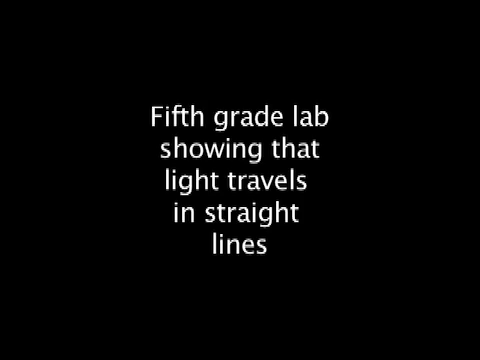 Fifth grade lab
showing that
light travels
in straight
lines